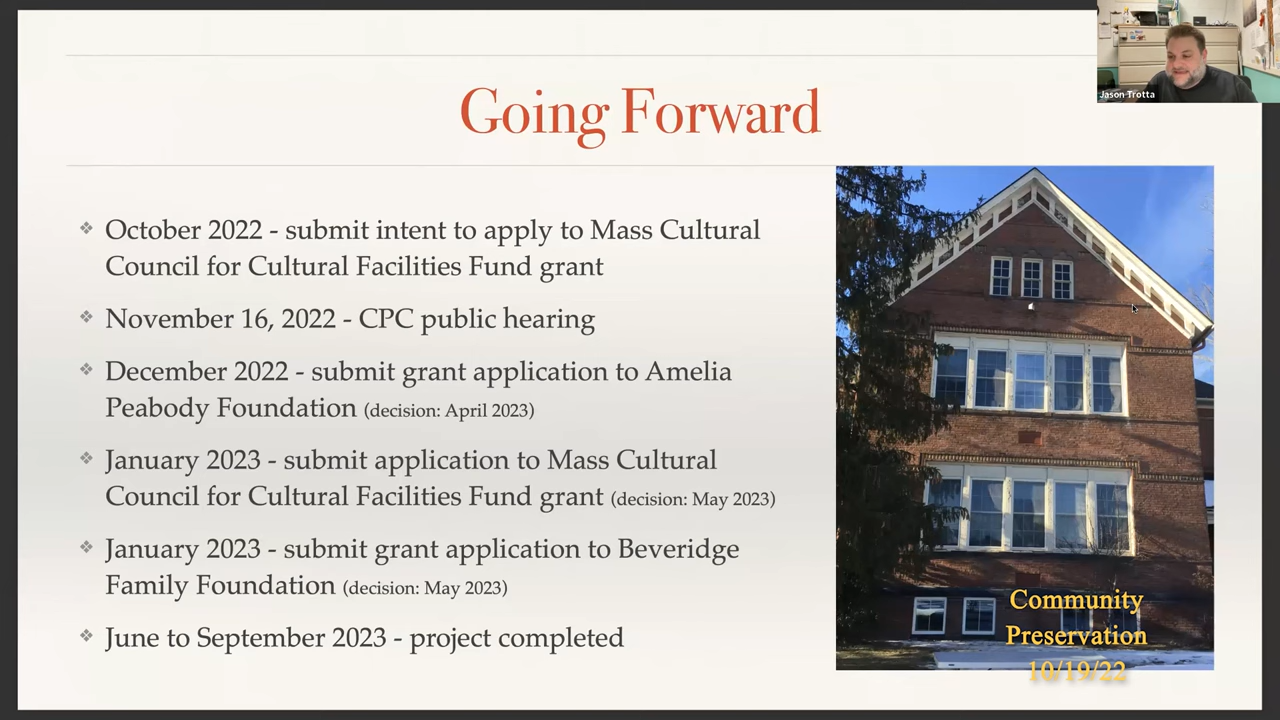 Jason Trotta
Going Forward
❖ October 2022 - submit intent to apply to Mass Cultural
Council for Cultural Facilities Fund grant
❖ November 16, 2022 - CPC public hearing
❖ December 2022 - submit grant application to Amelia
Peabody Foundation (decision: April 2023)
❖ January 2023 - submit application to Mass Cultural
Council for Cultural Facilities Fund grant (decision: May 2023)
❖ January 2023 - submit grant application to Beveridge
Family Foundation (decision: May 2023)
❖ June to September 2023 - project completed
Community
Preservation
10/19/22